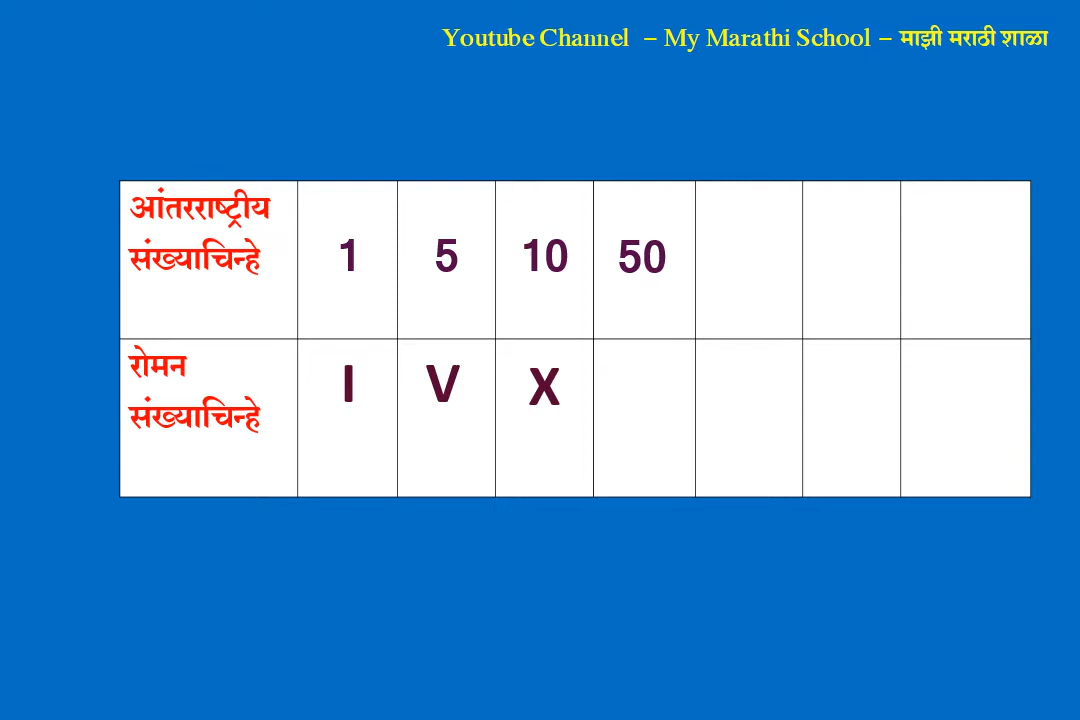 Youtube Channel – My Marathi School – माझी मराठी शाळा
आंतरराष्ट्रीय
संख्याचिन्हे 1 5 10 50
रोमन I V X
संख्याचिन्हे